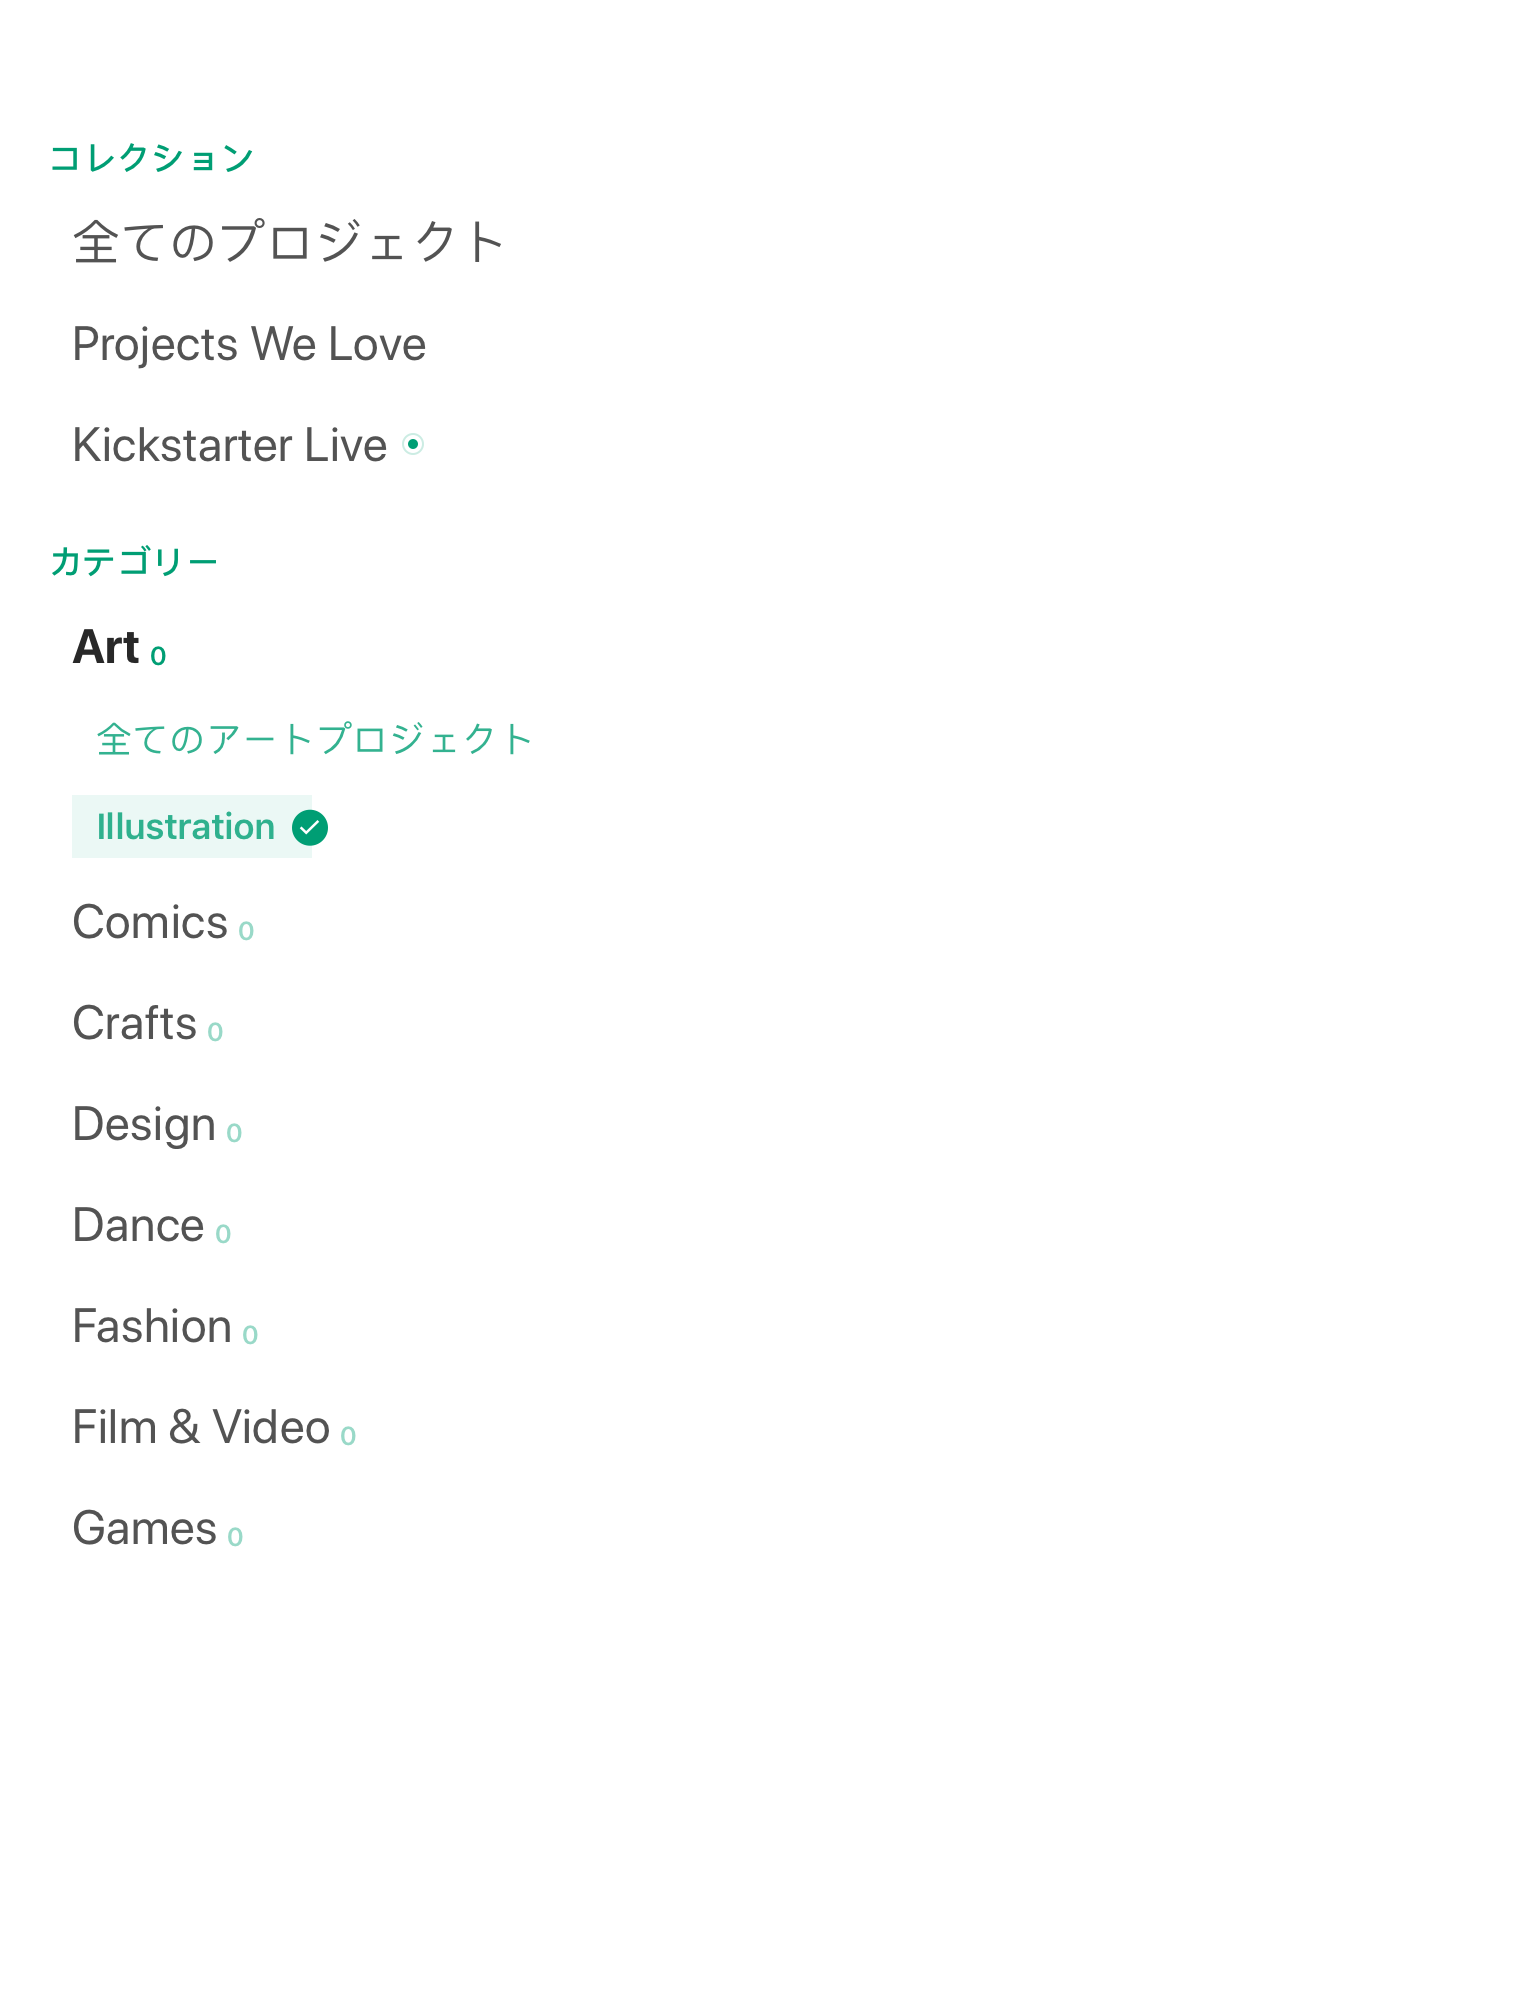 コレクション
全てのプロジェクト
Projects We Love
Kickstarter Live
カテゴリー
Art 0
全てのアートプロジェクト
Illustration
Comics 0
Crafts 0
Design 0
Dance 0
Fashion 0
Film & Video 0
Games 0